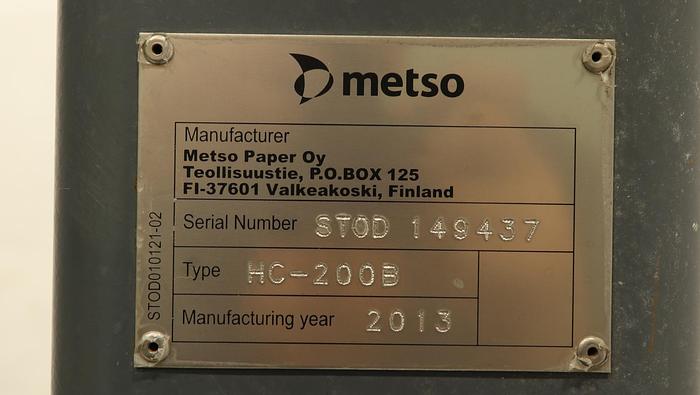 metso
Manufacturer
Metso Paper Oy
Teollisuustie, P.O.BOX 125
FI-37601 Valkeakoski, Finland
Serial Number STOD 149437
Type HC-200B
Manufacturing year 2013
STOD010121-02